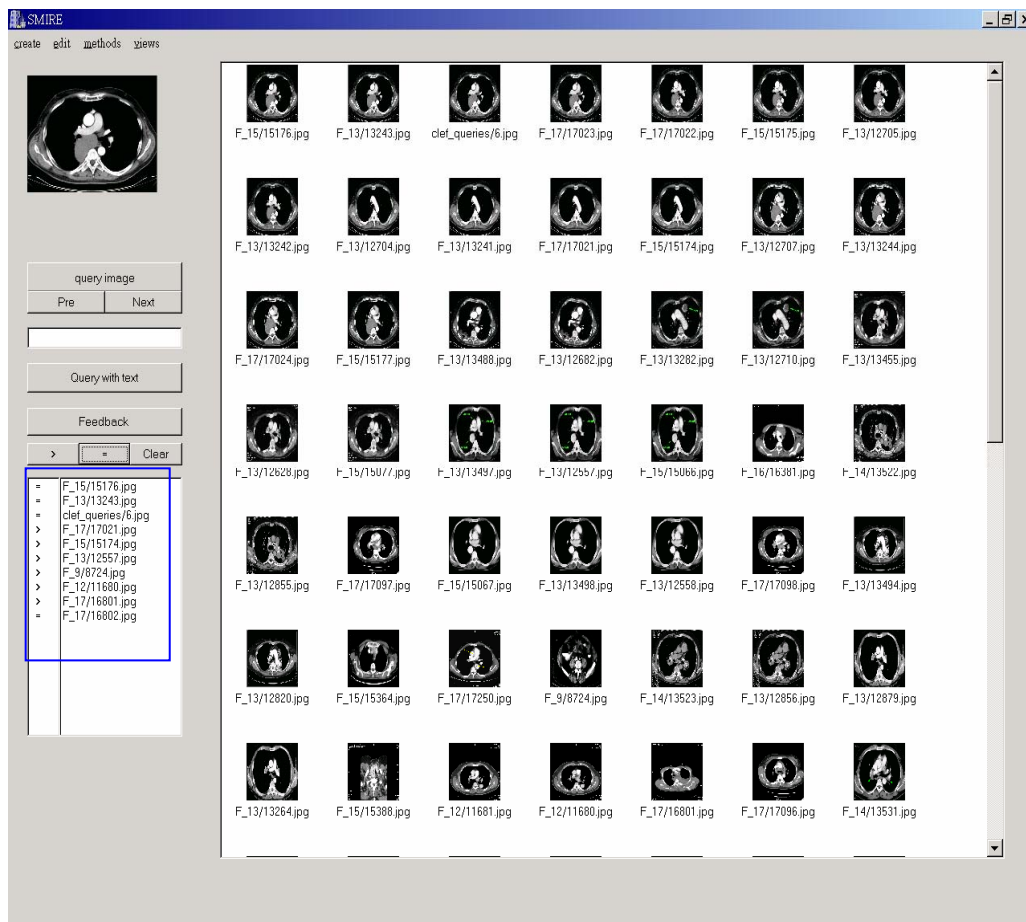 SMIRE
create edit methods views
F_15/15176.jpg F_13/13243.jpg clef_queries/6.jpg F_17/17023.jpg F_17/17022.jpg F_15/15175.jpg F_13/12705.jpg
F_13/13242.jpg F_13/12704.jpg F_13/13241.jpg F_17/17021.jpg F_15/15174.jpg F_13/12707.jpg F_13/13244.jpg
query image
Pre Next
F_17/17024.jpg F_15/15177.jpg F_13/13488.jpg F_13/12682.jpg F_13/13282.jpg F_13/12710.jpg F_13/13455.jpg
Query with text
Feedback
> = Clear
F_13/12628.jpg F_15/15077.jpg F_13/13497.jpg F_13/12557.jpg F_15/15066.jpg F_16/16381.jpg F_14/13522.jpg
= F_15/15176.jpg
= F_13/13243.jpg
= clef_queries/6.jpg
> F_17/17021.jpg
> F_15/15174.jpg
> F_13/12557.jpg
> F_9/8724.jpg
> F_12/11680.jpg
> F_17/16801.jpg
= F_17/16802.jpg
F_13/12855.jpg F_17/17097.jpg F_15/15067.jpg F_13/13498.jpg F_13/12558.jpg F_17/17098.jpg F_13/13494.jpg
F_13/12820.jpg F_15/15364.jpg F_17/17250.jpg F_9/8724.jpg F_14/13523.jpg F_13/12856.jpg F_13/12879.jpg
F_13/13264.jpg F_15/15388.jpg F_12/11681.jpg F_12/11680.jpg F_17/16801.jpg F_17/17096.jpg F_14/13531.jpg